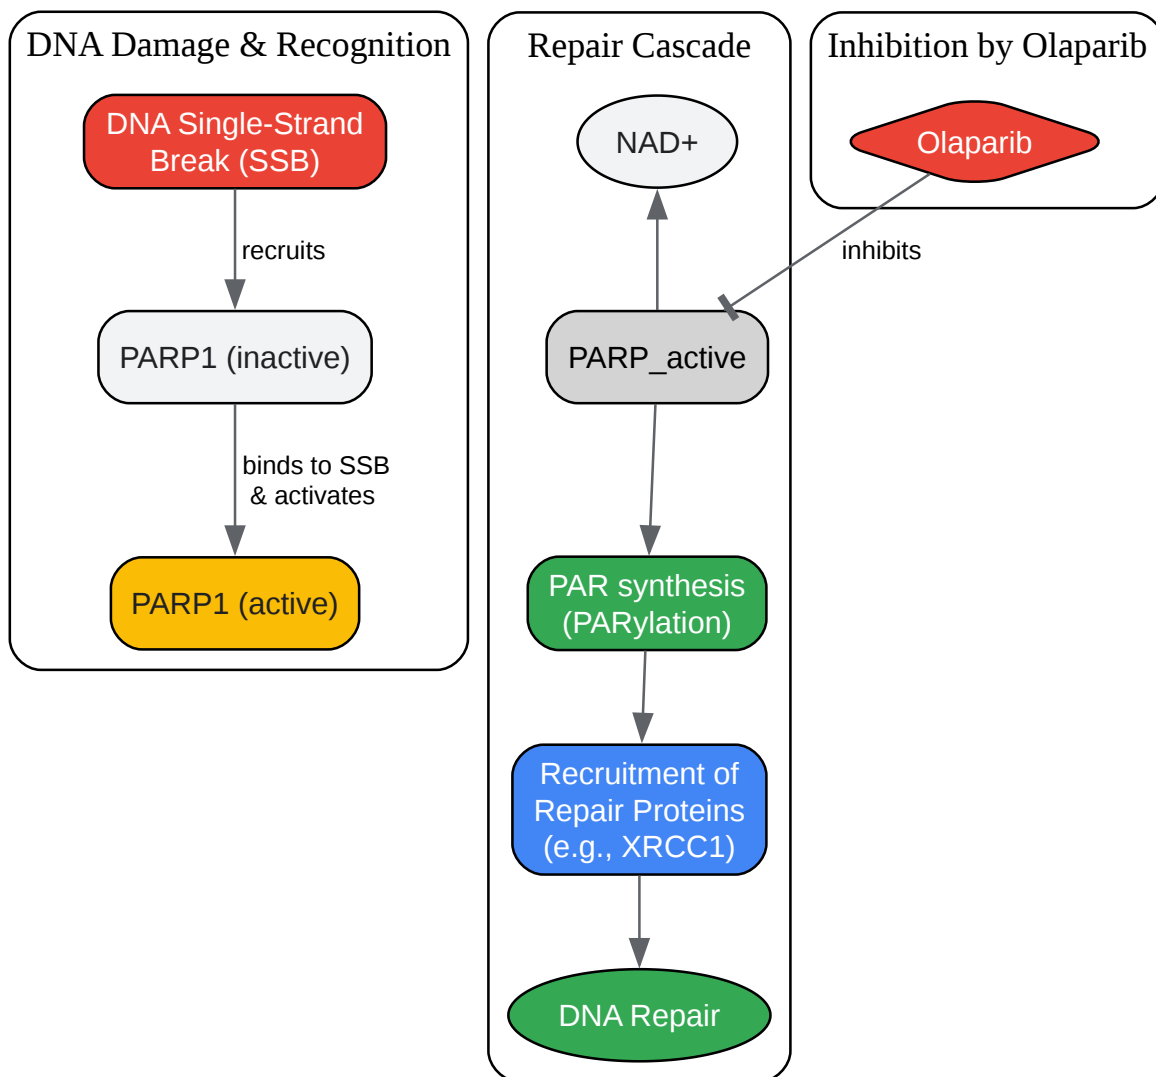 DNA Damage & Recognition
DNA Single-Strand
Break (SSB)
recruits
PARP1 (inactive)
binds to SSB
& activates
PARP1 (active)
Repair Cascade
NAD+
PARP_active
PAR synthesis
(PARylation)
Recruitment of
Repair Proteins
(e.g., XRCC1)
DNA Repair
Inhibition by Olaparib
Olaparib
inhibits